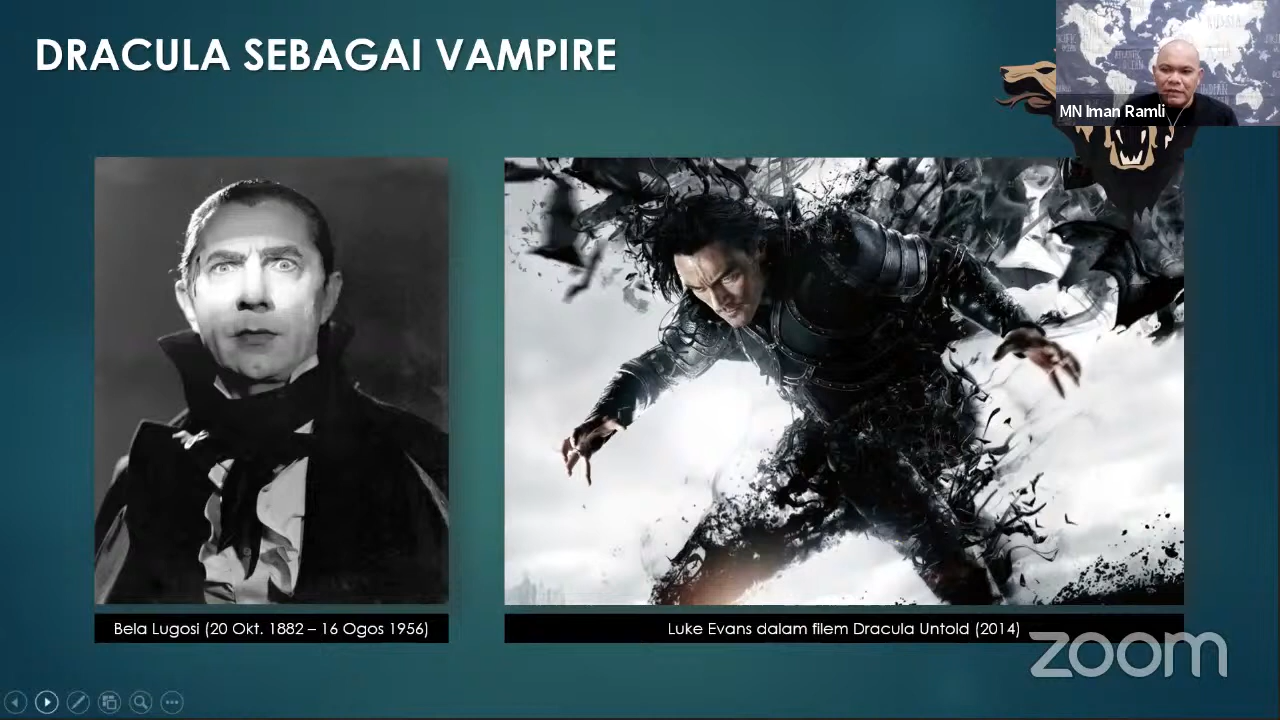 DRACULA SEBAGAI VAMPIRE
MN Iman Ramli
Bela Lugosi (20 Okt. 1882 – 16 Ogos 1956)
Luke Evans dalam filem Dracula Untold (2014)
zoom